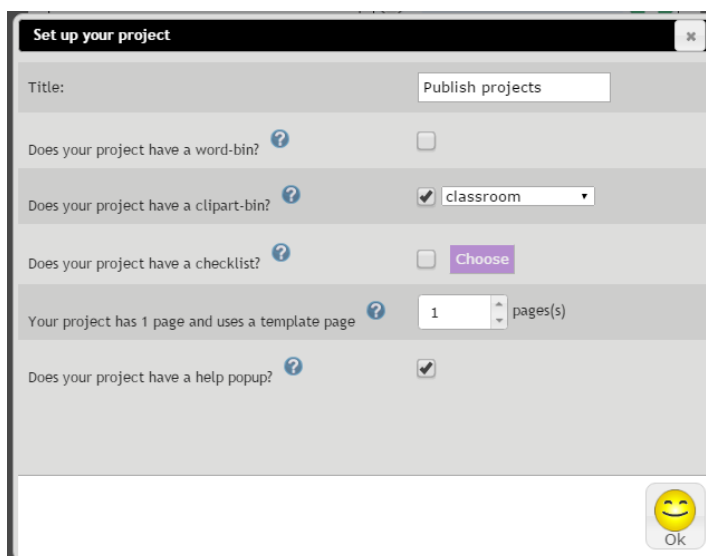 Set up your project
Title: Publish projects
Does your project have a word-bin? ?
Does your project have a clipart-bin? ? classroom
Does your project have a checklist? ? Choose
Your project has 1 page and uses a template page ? 1 pages(s)
Does your project have a help popup? ?
Ok